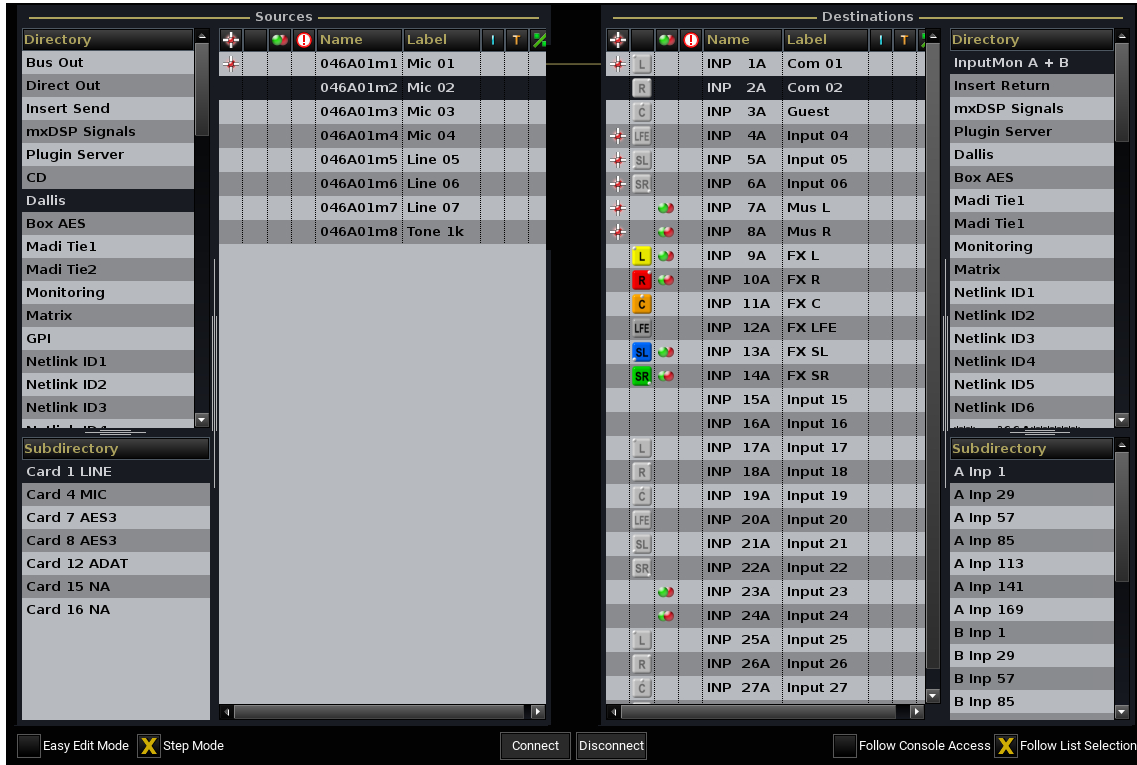 Sources
Directory
Bus Out
Direct Out
Insert Send
mxDSP Signals
Plugin Server
CD
Dallis
Box AES
Madi Tie1
Madi Tie2
Monitoring
Matrix
GPI
Netlink ID1
Netlink ID2
Netlink ID3
Subdirectory
Card 1 LINE
Card 4 MIC
Card 7 AES3
Card 8 AES3
Card 12 ADAT
Card 15 NA
Card 16 NA
Name Label I T
046A01m1 Mic 01
046A01m2 Mic 02
046A01m3 Mic 03
046A01m4 Mic 04
046A01m5 Line 05
046A01m6 Line 06
046A01m7 Line 07
046A01m8 Tone 1k
Destinations
Name Label I T
L INP 1A Com 01
R INP 2A Com 02
C INP 3A Guest
LFE INP 4A Input 04
SL INP 5A Input 05
SR INP 6A Input 06
INP 7A Mus L
INP 8A Mus R
L INP 9A FX L
R INP 10A FX R
C INP 11A FX C
LFE INP 12A FX LFE
SL INP 13A FX SL
SR INP 14A FX SR
INP 15A Input 15
INP 16A Input 16
L INP 17A Input 17
R INP 18A Input 18
C INP 19A Input 19
LFE INP 20A Input 20
SL INP 21A Input 21
SR INP 22A Input 22
INP 23A Input 23
INP 24A Input 24
L INP 25A Input 25
R INP 26A Input 26
C INP 27A Input 27
Directory
InputMon A + B
Insert Return
mxDSP Signals
Plugin Server
Dallis
Box AES
Madi Tie1
Madi Tie1
Monitoring
Matrix
Netlink ID1
Netlink ID2
Netlink ID3
Netlink ID4
Netlink ID5
Netlink ID6
Subdirectory
A Inp 1
A Inp 29
A Inp 57
A Inp 85
A Inp 113
A Inp 141
A Inp 169
B Inp 1
B Inp 29
B Inp 57
B Inp 85
Easy Edit Mode X Step Mode Connect Disconnect Follow Console Access X Follow List Selection